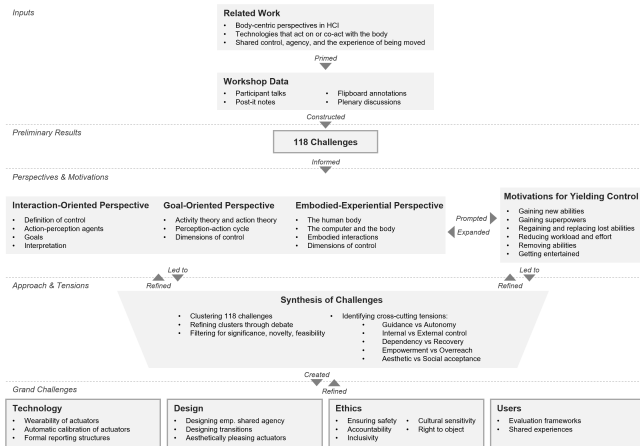 Inputs
Related Work
• Body-centric perspectives in HCI
• Technologies that act on or co-act with the body
• Shared control, agency, and the experience of being moved
Primed
Workshop Data
• Participant talks
• Post-it notes
• Flipboard annotations
• Plenary discussions
Constructed
Preliminary Results
118 Challenges
Informed
Perspectives & Motivations
Interaction-Oriented Perspective
• Definition of control
• Action-perception agents
• Goals
• Interpretation
Goal-Oriented Perspective
• Activity theory and action theory
• Perception-action cycle
• Dimensions of control
Embodied-Experiential Perspective
• The human body
• The computer and the body
• Embodied interactions
• Dimensions of control
Prompted
Expanded
Motivations for Yielding Control
• Gaining new abilities
• Gaining superpowers
• Regaining and replacing lost abilities
• Reducing workload and effort
• Removing abilities
• Getting entertained
Led to
Refined
Led to
Refined
Approach & Tensions
Synthesis of Challenges
• Clustering 118 challenges
• Refining clusters through debate
• Filtering for significance, novelty, feasibility
• Identifying cross-cutting tensions:
• Guidance vs Autonomy
• Internal vs External control
• Dependency vs Recovery
• Empowerment vs Overreach
• Aesthetic vs Social acceptance
Created
Refined
Grand Challenges
Technology
• Wearability of actuators
• Automatic calibration of actuators
• Formal reporting structures
Design
• Designing emp. shared agency
• Designing transitions
• Aesthetically pleasing actuators
Ethics
• Ensuring safety
• Accountability
• Inclusivity
• Cultural sensitivity
• Right to object
Users
• Evaluation frameworks
• Shared experiences